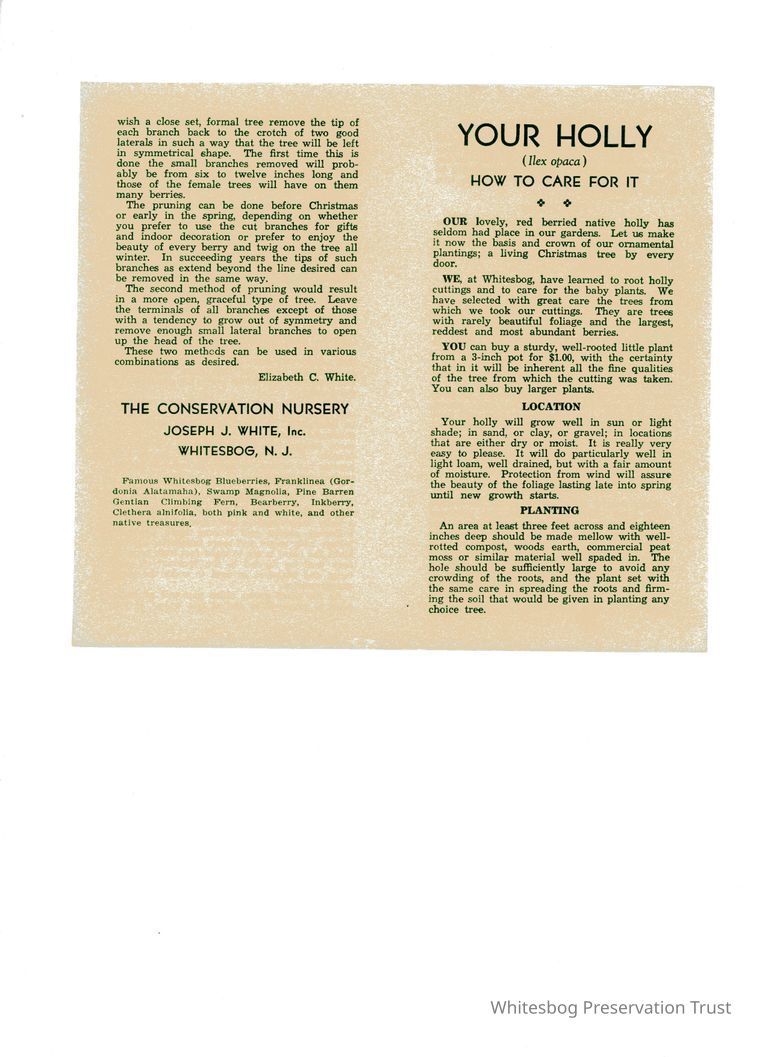 wish a close set, formal tree remove the tip of
each branch back to the crotch of two good
laterals in such a way that the tree will be left
in symmetrical shape. The first time this is
done the small branches removed will prob-
ably be from six to twelve inches long and
those of the female trees will have on them
many berries.
The pruning can be done before Christmas
or early in the spring, depending on whether
you prefer to use the cut branches for gifts
and indoor decoration or prefer to enjoy the
beauty of every berry and twig on the tree all
winter. In succeeding years the tips of such
branches as extend beyond the line desired can
be removed in the same way.
The second method of pruning would result
in a more open, graceful type of tree. Leave
the terminals of all branches except of those
with a tendency to grow out of symmetry and
remove enough small lateral branches to open
up the head of the tree.
These two methods can be used in various
combinations as desired.
Elizabeth C. White.
THE CONSERVATION NURSERY
JOSEPH J. WHITE, Inc.
WHITESBOG, N. J.
Famous Whitesbog Blueberries, Franklinea (Gor-
donia Alatamaha), Swamp Magnolia, Pine Barren
Gentian Climbing Fern, Bearberry, Inkberry,
Clethera alnifolia, both pink and white, and other
native treasures.
YOUR HOLLY
(Ilex opaca)
HOW TO CARE FOR IT
OUR lovely, red berried native holly has
seldom had place in our gardens. Let us make
it now the basis and crown of our ornamental
plantings; a living Christmas tree by every
door.
WE, at Whitesbog, have learned to root holly
cuttings and to care for the baby plants. We
have selected with great care the trees from
which we took our cuttings. They are trees
with rarely beautiful foliage and the largest,
reddest and most abundant berries.
YOU can buy a sturdy, well-rooted little plant
from a 3-inch pot for $1.00, with the certainty
that in it will be inherent all the fine qualities
of the tree from which the cutting was taken.
You can also buy larger plants.
LOCATION
Your holly will grow well in sun or light
shade; in sand, or clay, or gravel; in locations
that are either dry or moist. It is really very
easy to please. It will do particularly well in
light loam, well drained, but with a fair amount
of moisture. Protection from wind will assure
the beauty of the foliage lasting late into spring
until new growth starts.
PLANTING
An area at least three feet across and eighteen
inches deep should be made mellow with well-
rotted compost, woods earth, commercial peat
moss or similar material well spaded in. The
hole should be sufficiently large to avoid any
crowding of the roots, and the plant set with
the same care in spreading the roots and firm-
ing the soil that would be given in planting any
choice tree.
Whitesbog Preservation Trust